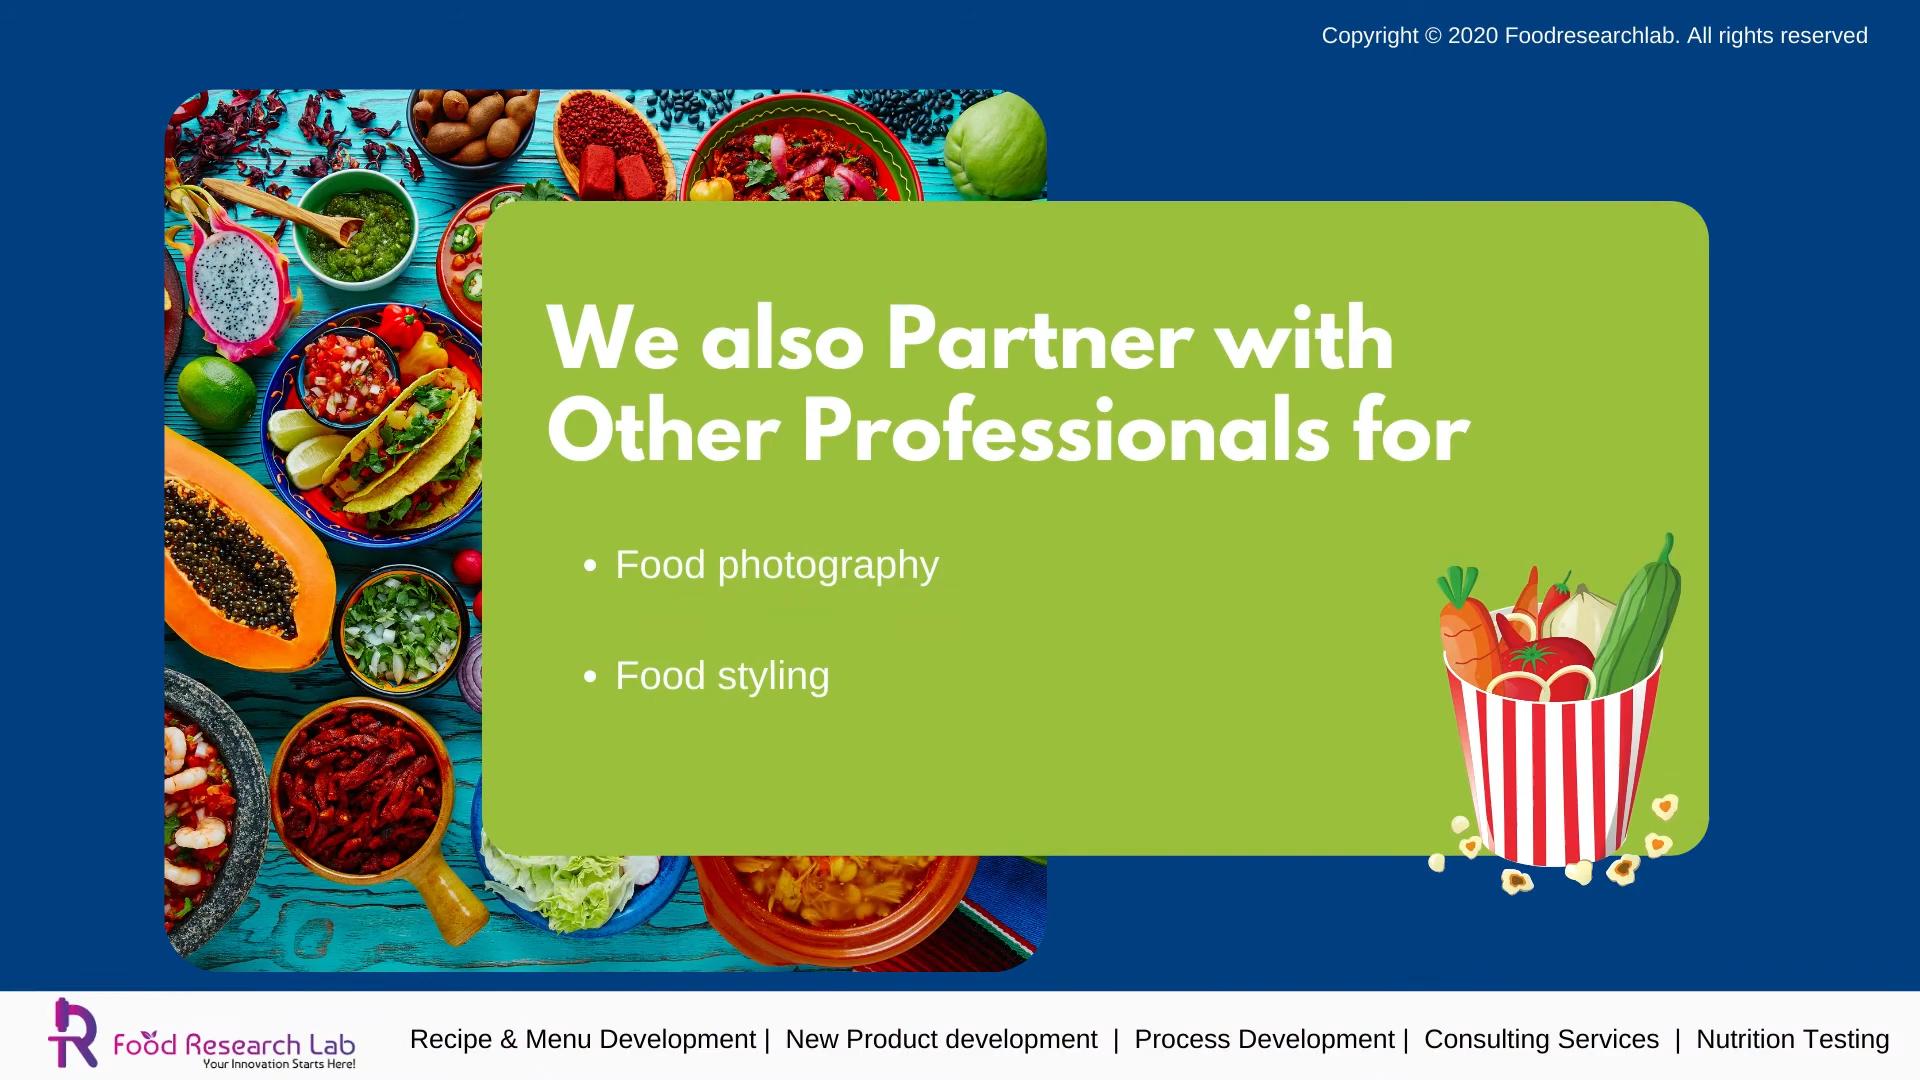 Copyright © 2020 Foodresearchlab. All rights reserved
We also Partner with
Other Professionals for
• Food photography
• Food styling
Food Research Lab
Your Innovation Starts Here!
Recipe & Menu Development | New Product development | Process Development | Consulting Services | Nutrition Testing